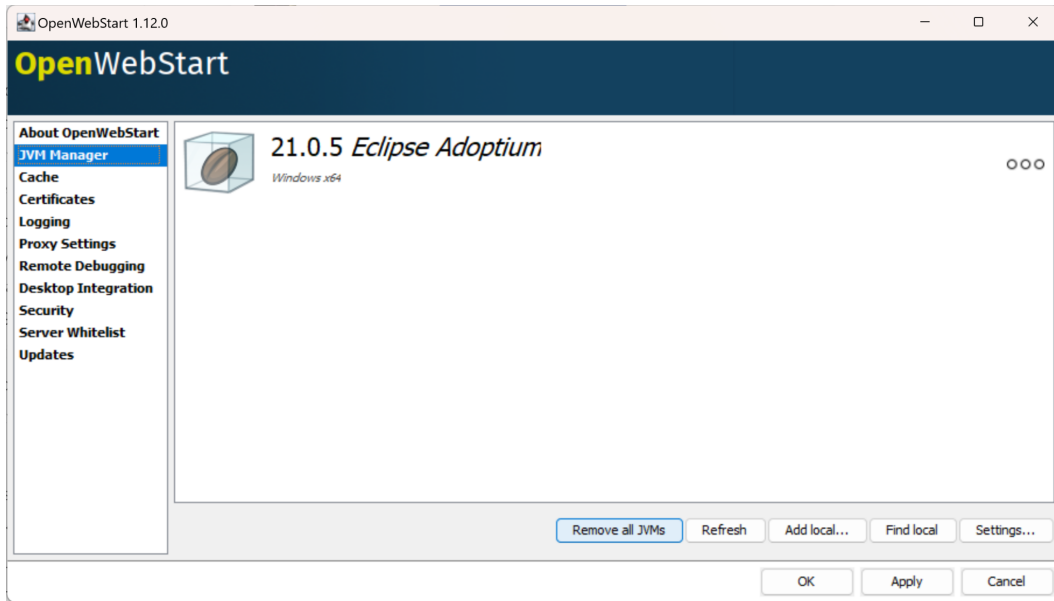 OpenWebStart 1.12.0
OpenWebStart
About OpenWebStart
JVM Manager
Cache
Certificates
Logging
Proxy Settings
Remote Debugging
Desktop Integration
Security
Server Whitelist
Updates
21.0.5 Eclipse Adoptium
Windows x64
Remove all JVMs
Refresh
Add local...
Find local
Settings...
OK
Apply
Cancel